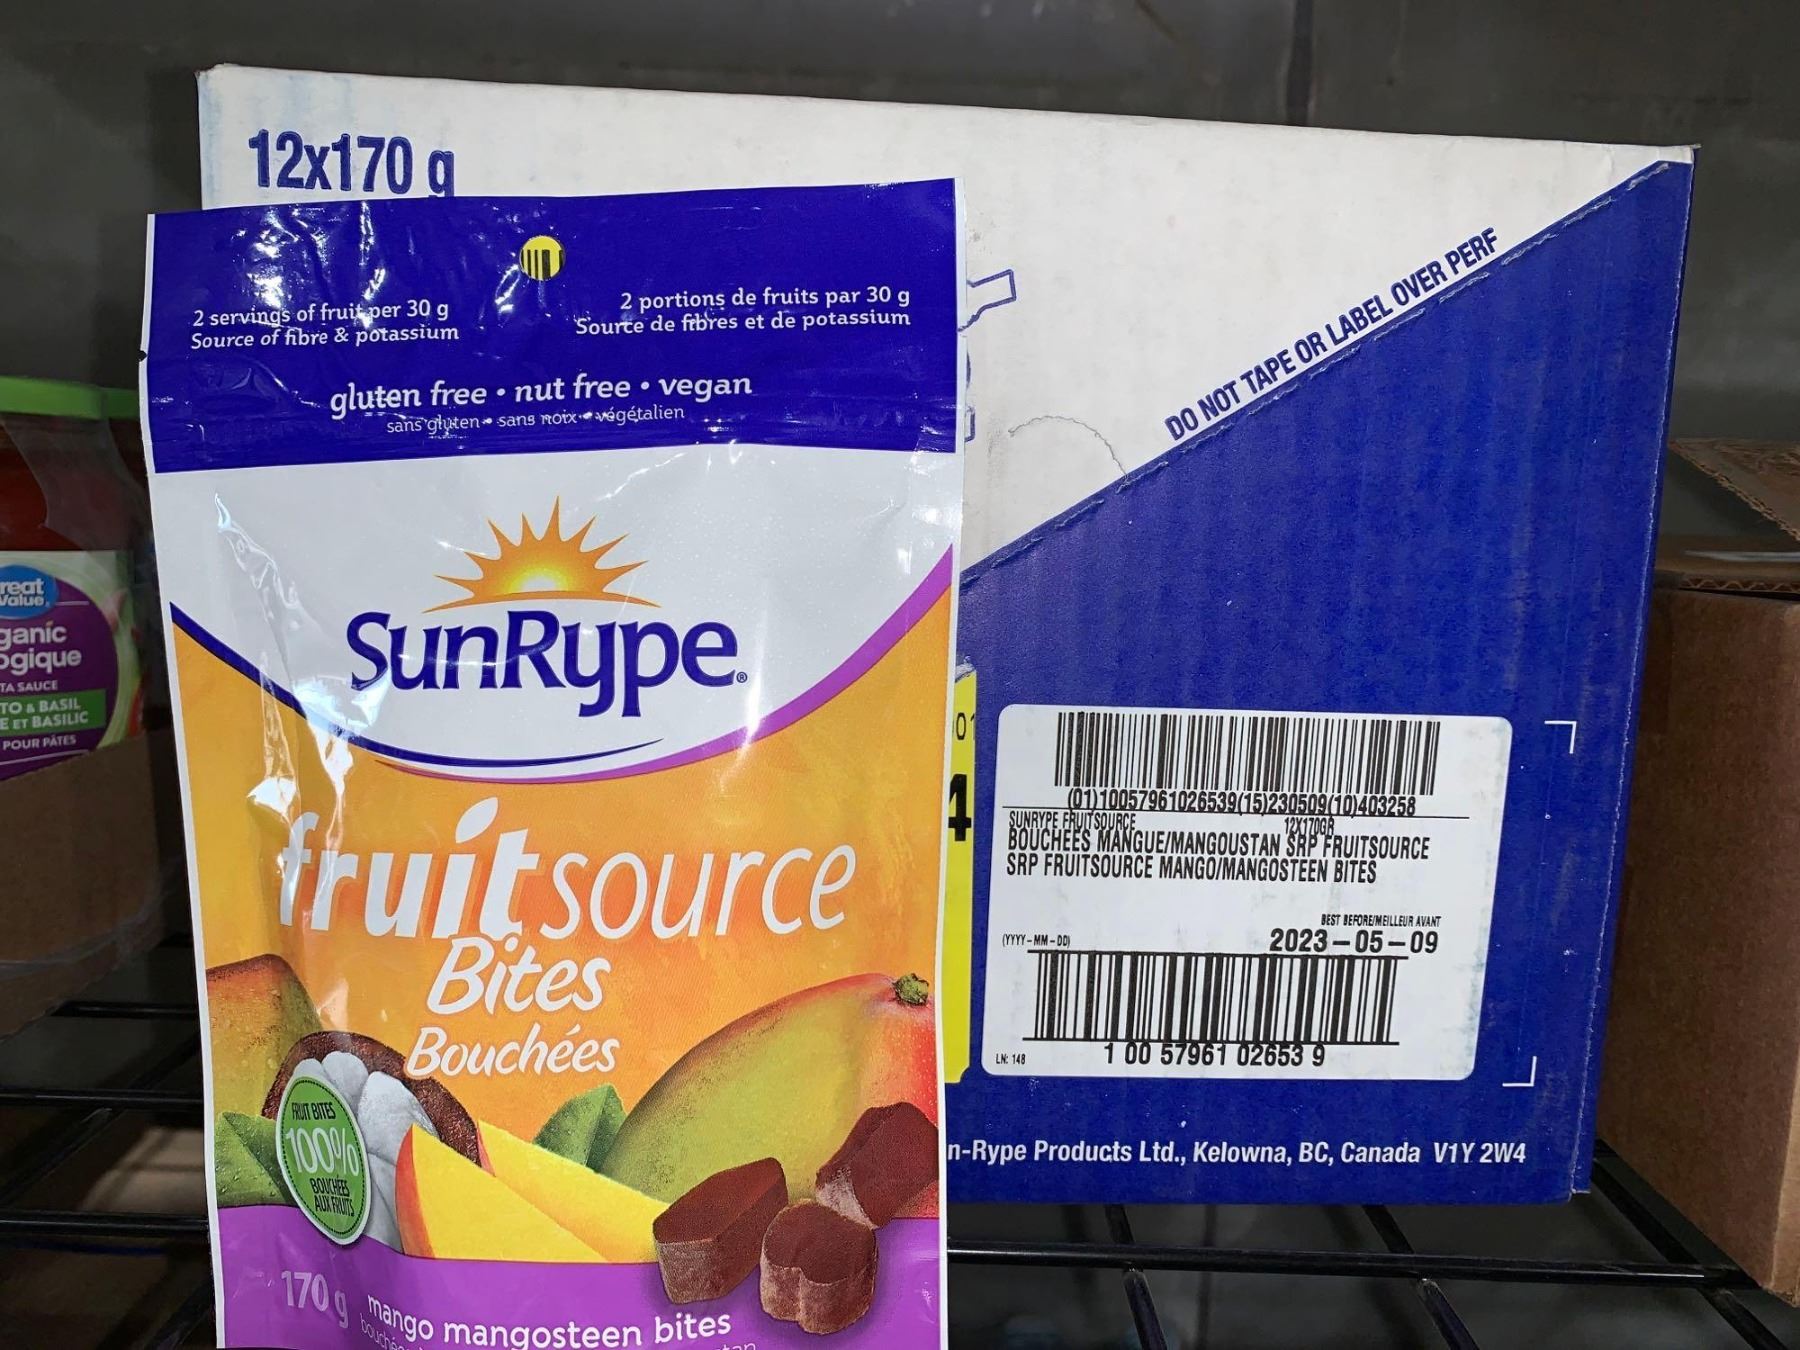 12x170 g
2 servings of fruit per 30 g
Source of fibre & potassium
2 portions de fruits par 30 g
Source de fibres et de potassium
gluten free • nut free • vegan
sans gluten • sans noix • végétalien
SunRype®
fruitsource
Bites
Bouchées
FRUIT BITES
100%
BOUCHÉES
AUX FRUITS
170 g
mango mangosteen bites
DO NOT TAPE OR LABEL OVER PERF
01
4
(01)10057961026539(15)230509(10)403258
SUNRYPE FRUITSOURCE 12X170GR
BOUCHEES MANGUE/MANGOUSTAN SRP FRUITSOURCE
SRP FRUITSOURCE MANGO/MANGOSTEEN BITES
BEST BEFORE/MEILLEUR AVANT
(YYYY-MM-DD) 2023-05-09
LN: 148
1 00 57961 02653 9
n-Rype Products Ltd., Kelowna, BC, Canada V1Y 2W4
reat
Value
ganic
ogique
TA SAUCE
TO & BASIL
E ET BASILIC
POUR PÂTES